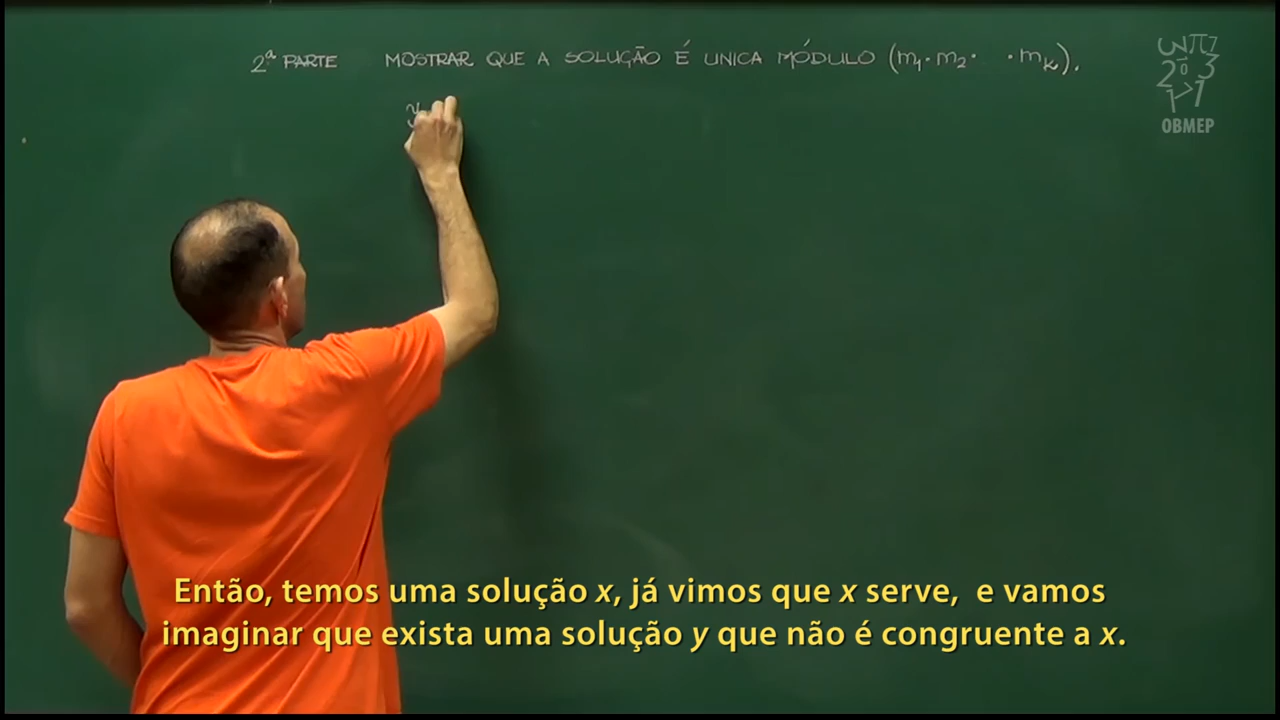 2ª PARTE MOSTRAR QUE A SOLUÇÃO É UNICA MÓDULO (m₁·m₂· ·mₖ).
OBMEP
Então, temos uma solução x, já vimos que x serve, e vamos
imaginar que exista uma solução y que não é congruente a x.